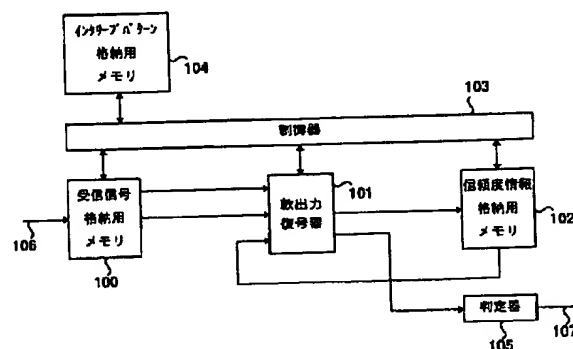 インタリーブパターン
格納用
メモリ
104
103
制御器
受信信号
格納用
メモリ
106
100
101
軟出力
復号器
信頼度情報
格納用
メモリ
102
判定器
105
107